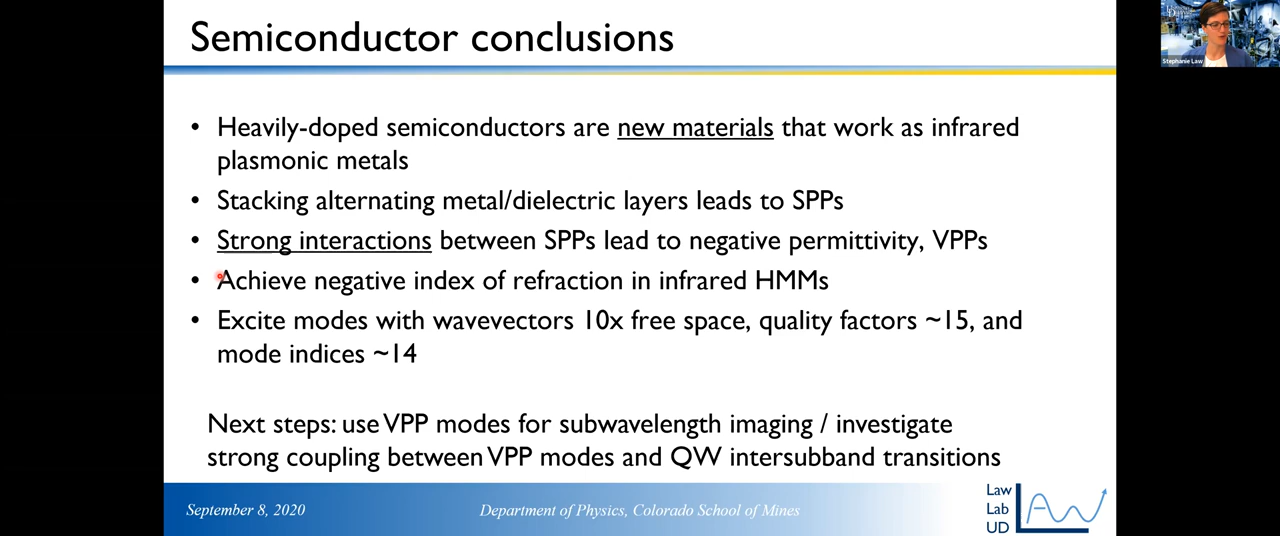 Semiconductor conclusions
Stephanie Law
• Heavily-doped semiconductors are new materials that work as infrared
plasmonic metals
• Stacking alternating metal/dielectric layers leads to SPPs
• Strong interactions between SPPs lead to negative permittivity, VPPs
• Achieve negative index of refraction in infrared HMMs
• Excite modes with wavevectors 10x free space, quality factors ~15, and
mode indices ~14
Next steps: use VPP modes for subwavelength imaging / investigate
strong coupling between VPP modes and QW intersubband transitions
September 8, 2020
Department of Physics, Colorado School of Mines
Law
Lab
UD